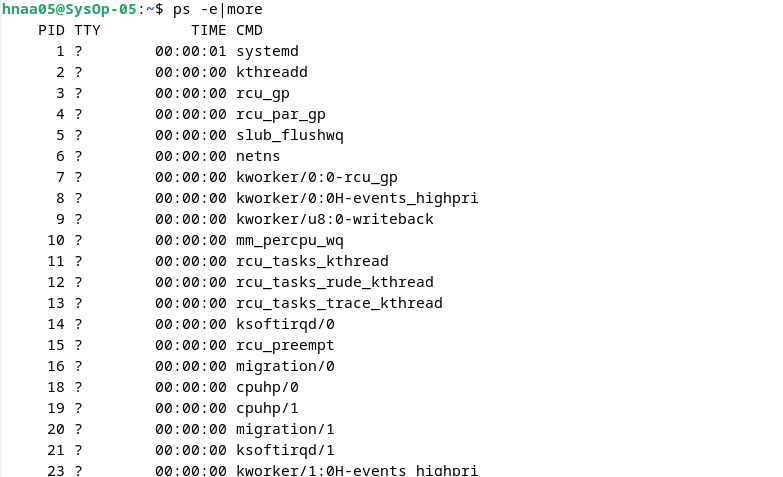 hnaa05@SysOp-05:~$ ps -e|more
    PID TTY          TIME CMD
      1 ?        00:00:01 systemd
      2 ?        00:00:00 kthreadd
      3 ?        00:00:00 rcu_gp
      4 ?        00:00:00 rcu_par_gp
      5 ?        00:00:00 slub_flushwq
      6 ?        00:00:00 netns
      7 ?        00:00:00 kworker/0:0-rcu_gp
      8 ?        00:00:00 kworker/0:0H-events_highpri
      9 ?        00:00:00 kworker/u8:0-writeback
     10 ?        00:00:00 mm_percpu_wq
     11 ?        00:00:00 rcu_tasks_kthread
     12 ?        00:00:00 rcu_tasks_rude_kthread
     13 ?        00:00:00 rcu_tasks_trace_kthread
     14 ?        00:00:00 ksoftirqd/0
     15 ?        00:00:00 rcu_preempt
     16 ?        00:00:00 migration/0
     18 ?        00:00:00 cpuhp/0
     19 ?        00:00:00 cpuhp/1
     20 ?        00:00:00 migration/1
     21 ?        00:00:00 ksoftirqd/1
     23 ?        00:00:00 kworker/1:0H-events_highpri